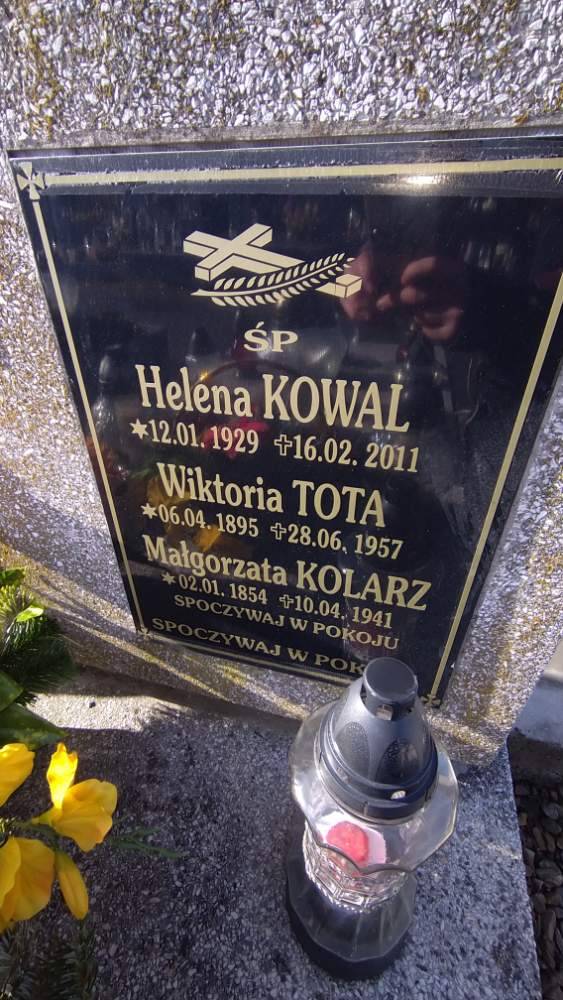 ŚP
Helena KOWAL
*12.01. 1929 ✝16.02. 2011
Wiktoria TOTA
*06.04. 1895 ✝28.06. 1957
Małgorzata KOLARZ
*02.01. 1854 ✝10.04. 1941
SPOCZYWAJ W POKOJU
SPOCZYWAJ W